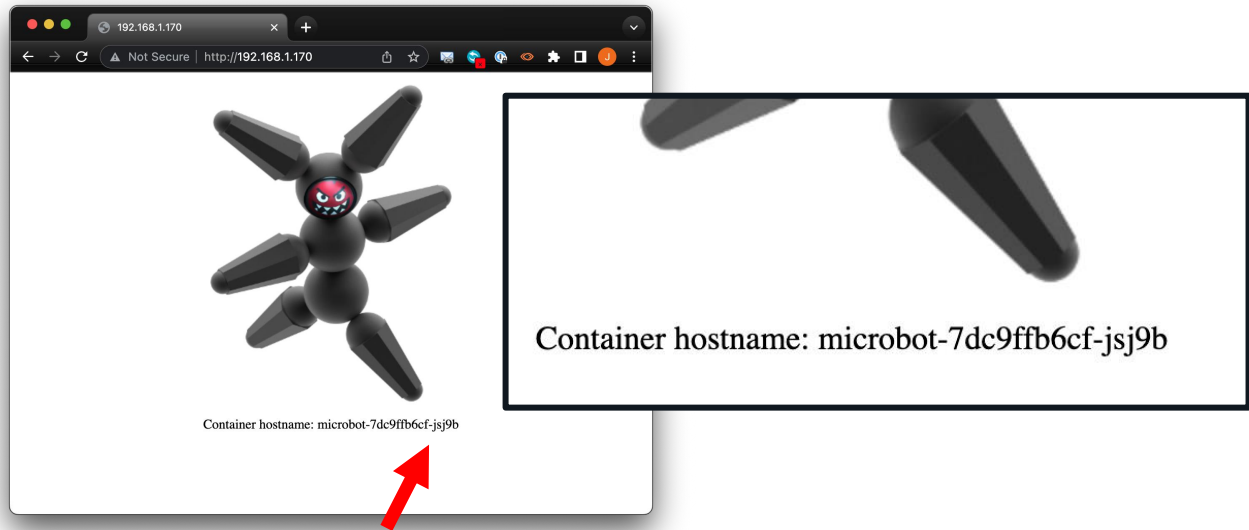 192.168.1.170
Not Secure | http://192.168.1.170
J
Container hostname: microbot-7dc9ffb6cf-jsj9b
Container hostname: microbot-7dc9ffb6cf-jsj9b